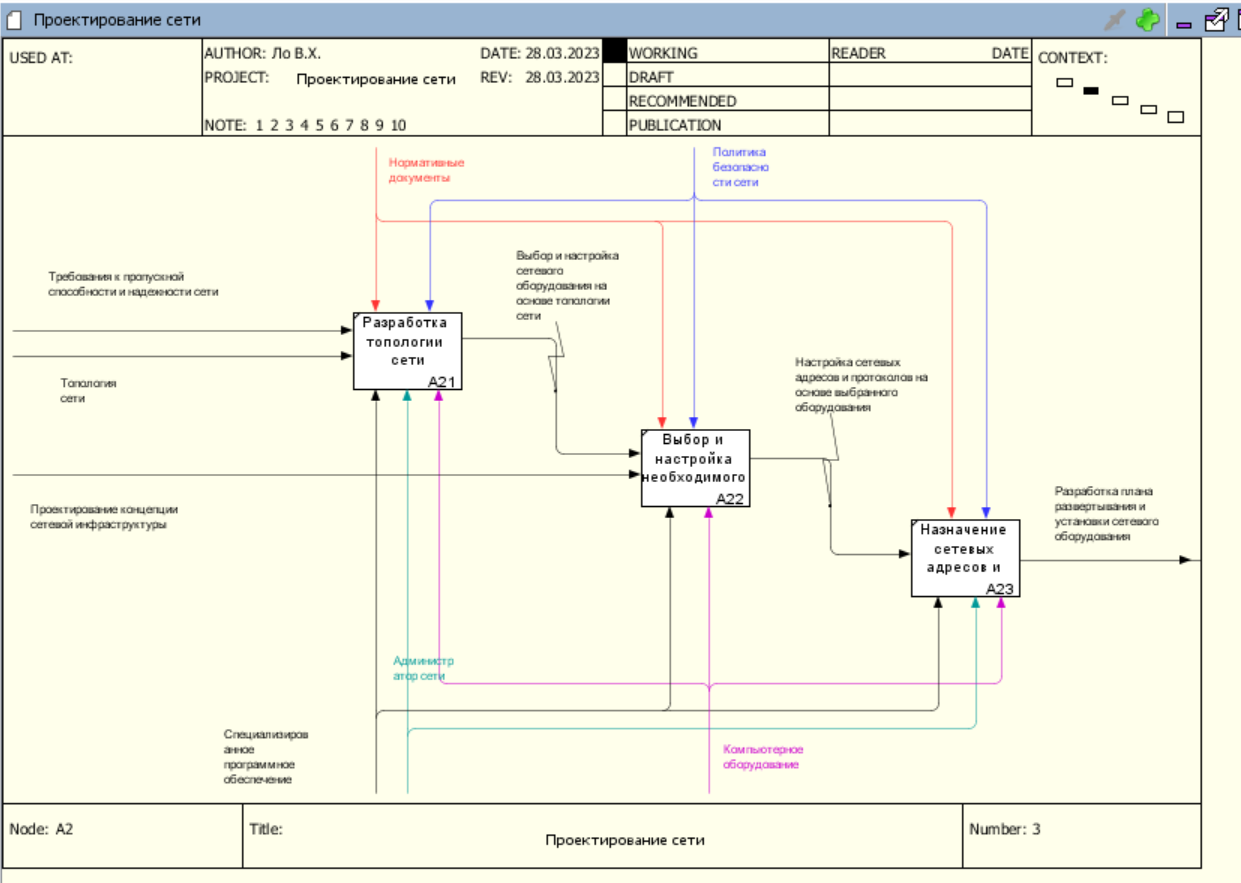 Проектирование сети
USED AT:
AUTHOR: Ло В.Х.
DATE: 28.03.2023
PROJECT: Проектирование сети
REV: 28.03.2023
NOTE: 1 2 3 4 5 6 7 8 9 10
WORKING
DRAFT
RECOMMENDED
PUBLICATION
READER
DATE
CONTEXT:
Нормативные
документы
Политика
безопасно
сти сети
Требования к пропускной
способности и надежности сети
Выбор и настройка
сетевого
оборудования на
основе топологии
сети
Разработка
топологии
сети
A21
Топология
сети
Настройка сетевых
адресов и протоколов на
основе выбранного
оборудования
Выбор и
настройка
необходимого
A22
Проектирование концепции
сетевой инфраструктуры
Разработка плана
развертывания и
установки сетевого
оборудования
Назначение
сетевых
адресов и
A23
Администр
атор сети
Специализиров
анное
программное
обеспечение
Компьютерное
оборудование
Node: A2
Title:
Проектирование сети
Number: 3